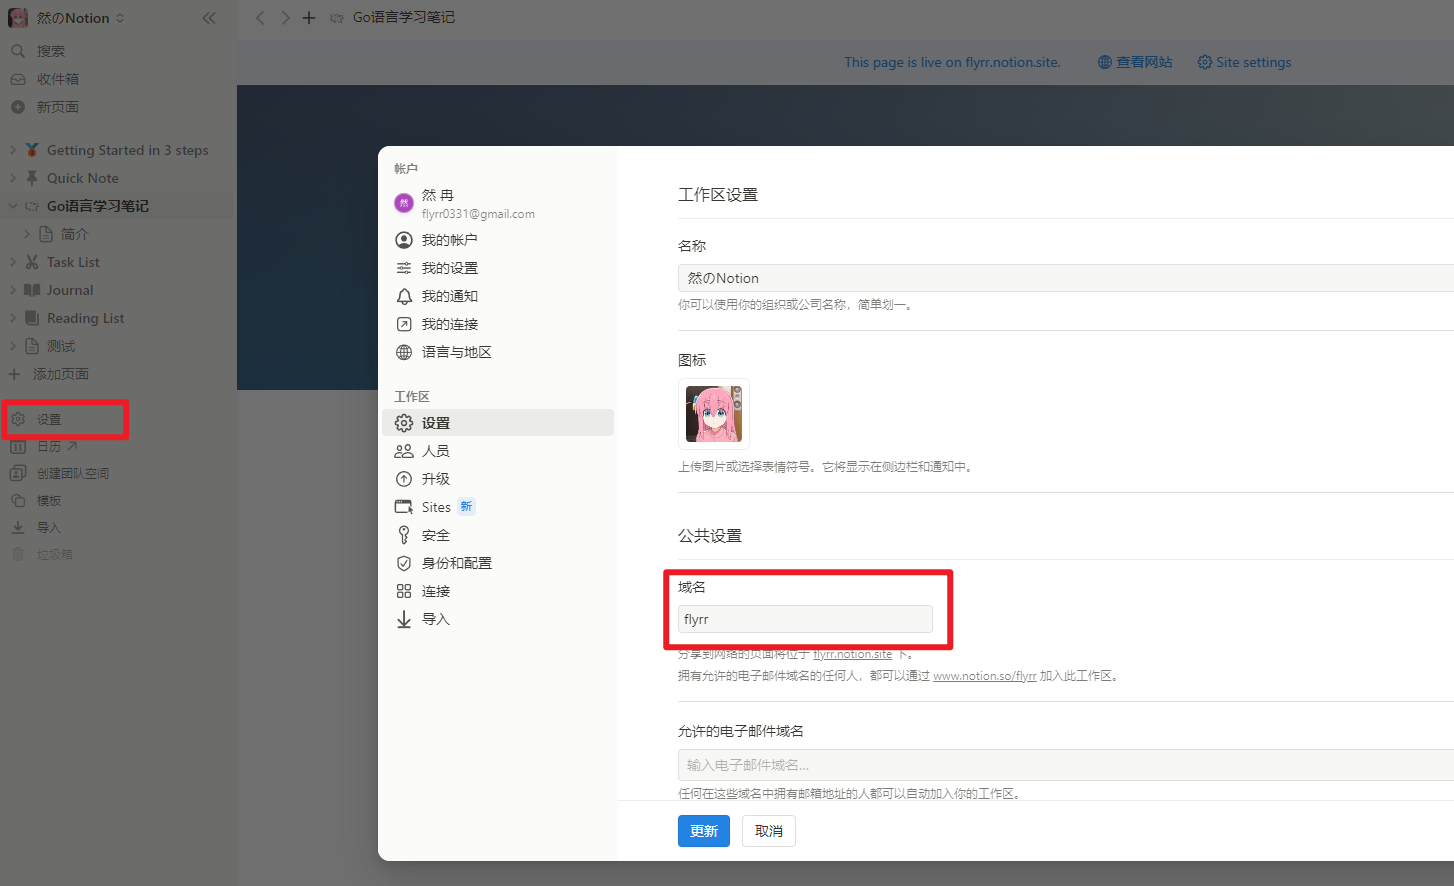 然のNotion
搜索
收件箱
新页面
Getting Started in 3 steps
Quick Note
Go语言学习笔记
简介
Task List
Journal
Reading List
测试
添加页面
设置
日历
创建团队空间
模板
导入
垃圾箱
Go语言学习笔记
This page is live on flyrr.notion.site.
查看网站
Site settings
帐户
然
然 冉
flyrr0331@gmail.com
我的帐户
我的设置
我的通知
我的连接
语言与地区
工作区
设置
人员
升级
Sites 新
安全
身份和配置
连接
导入
工作区设置
名称
然のNotion
你可以使用你的组织或公司名称，简单划一。
图标
上传图片或选择表情符号。它将显示在侧边栏和通知中。
公共设置
域名
flyrr
分享到网络的页面将位于 flyrr.notion.site 下。
拥有允许的电子邮件域名的任何人，都可以通过 www.notion.so/flyrr 加入此工作区。
允许的电子邮件域名
输入电子邮件域名...
任何在这些域名中拥有邮箱地址的人都可以自动加入你的工作区。
更新
取消